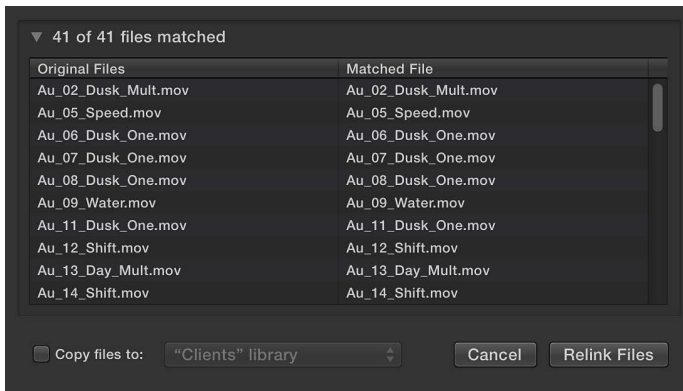 41 of 41 files matched
Original Files Matched File
Au_02_Dusk_Mult.mov Au_02_Dusk_Mult.mov
Au_05_Speed.mov Au_05_Speed.mov
Au_06_Dusk_One.mov Au_06_Dusk_One.mov
Au_07_Dusk_One.mov Au_07_Dusk_One.mov
Au_08_Dusk_One.mov Au_08_Dusk_One.mov
Au_09_Water.mov Au_09_Water.mov
Au_11_Dusk_One.mov Au_11_Dusk_One.mov
Au_12_Shift.mov Au_12_Shift.mov
Au_13_Day_Mult.mov Au_13_Day_Mult.mov
Au_14_Shift.mov Au_14_Shift.mov
Copy files to: “Clients” library Cancel Relink Files